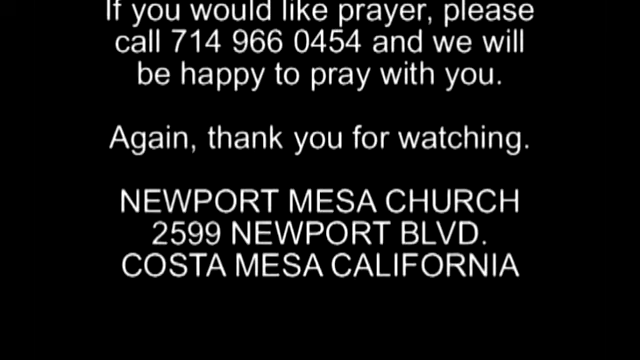 If you would like prayer, please
call 714 966 0454 and we will
be happy to pray with you.
Again, thank you for watching.
NEWPORT MESA CHURCH
2599 NEWPORT BLVD.
COSTA MESA CALIFORNIA